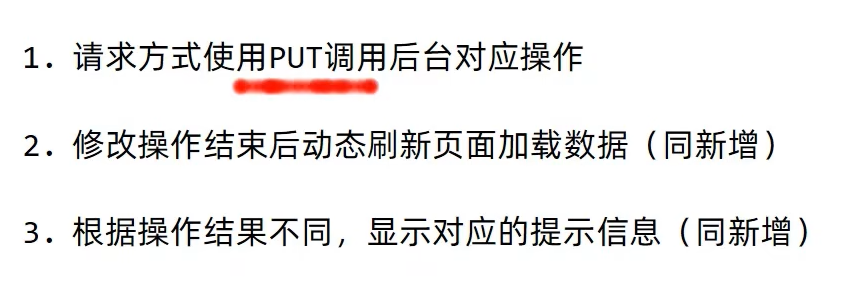 1. 请求方式使用PUT调用后台对应操作
2. 修改操作结束后动态刷新页面加载数据（同新增）
3. 根据操作结果不同，显示对应的提示信息（同新增）